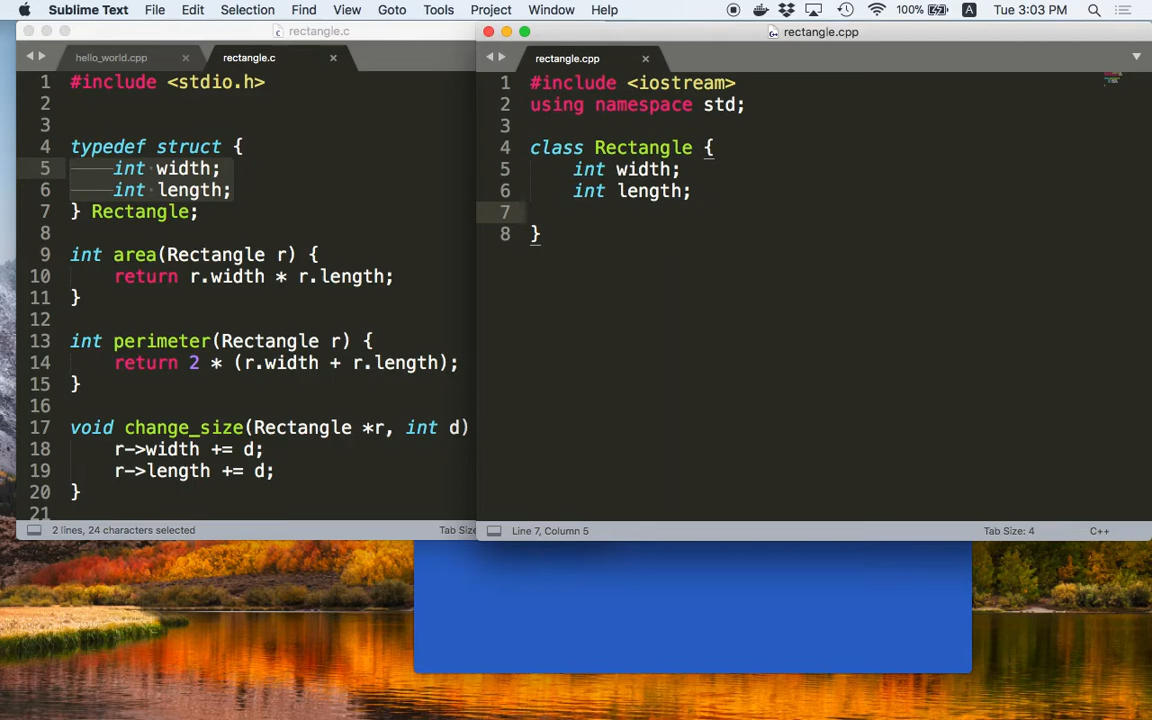 Sublime Text File Edit Selection Find View Goto Tools Project Window Help 100% A Tue 3:03 PM
rectangle.c
hello_world.cpp × rectangle.c ×
1 #include <stdio.h>
2
3
4 typedef struct {
5 int width;
6 int length;
7 } Rectangle;
8
9 int area(Rectangle r) {
10 return r.width * r.length;
11 }
12
13 int perimeter(Rectangle r) {
14 return 2 * (r.width + r.length);
15 }
16
17 void change_size(Rectangle *r, int d)
18 r->width += d;
19 r->length += d;
20 }
21
2 lines, 24 characters selected Tab Size
rectangle.cpp
rectangle.cpp ×
1 #include <iostream>
2 using namespace std;
3
4 class Rectangle {
5 int width;
6 int length;
7
8 }
Line 7, Column 5 Tab Size: 4 C++